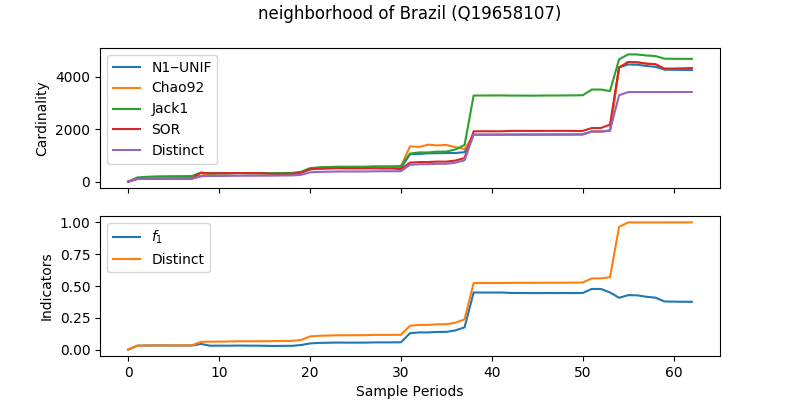 neighborhood of Brazil (Q19658107)
Cardinality
4000
2000
0
N1−UNIF
Chao92
Jack1
SOR
Distinct
Indicators
1.00
0.75
0.50
0.25
0.00
f1
Distinct
0 10 20 30 40 50 60
Sample Periods